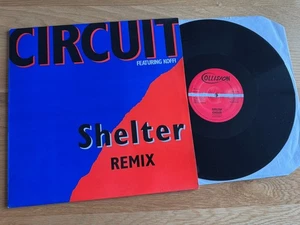 CIRCUIT
FEATURING KOFFI
Shelter
REMIX
COLLISION